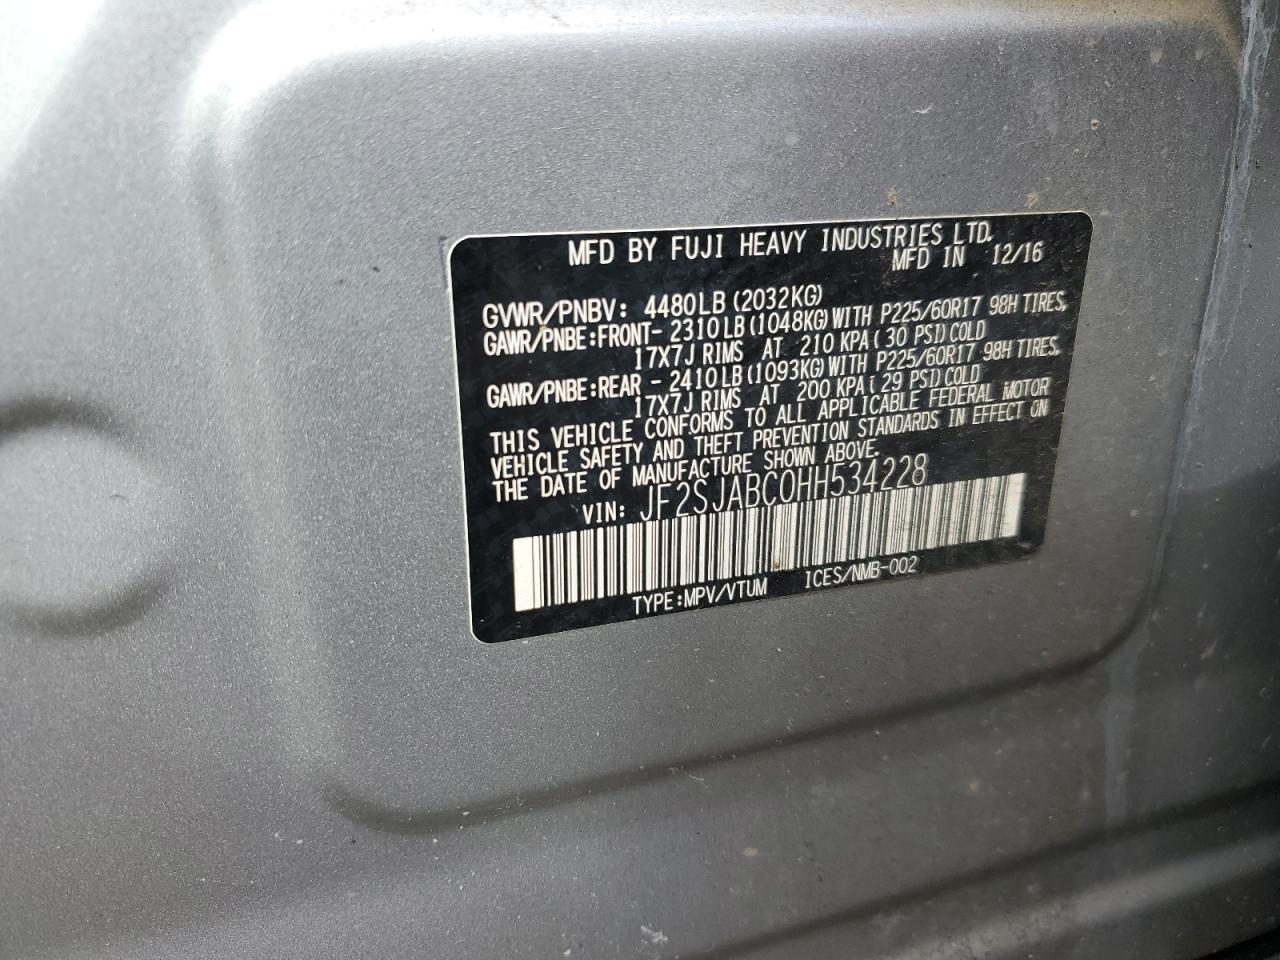 MFD BY FUJI HEAVY INDUSTRIES LTD.
MFD IN 12/16
GVWR/PNBV: 4480LB (2032KG)
GAWR/PNBE:FRONT- 2310LB (1048KG) WITH P225/60R17 98H TIRES,
17X7J RIMS AT 210 KPA (30 PSI) COLD
GAWR/PNBE:REAR - 2410LB (1093KG) WITH P225/60R17 98H TIRES,
17X7J RIMS AT 200 KPA (29 PSI) COLD
THIS VEHICLE CONFORMS TO ALL APPLICABLE FEDERAL MOTOR
VEHICLE SAFETY AND THEFT PREVENTION STANDARDS IN EFFECT ON
THE DATE OF MANUFACTURE SHOWN ABOVE.
VIN: JF2SJABC0HH534228
TYPE:MPV/VTUM ICES/NMB-002